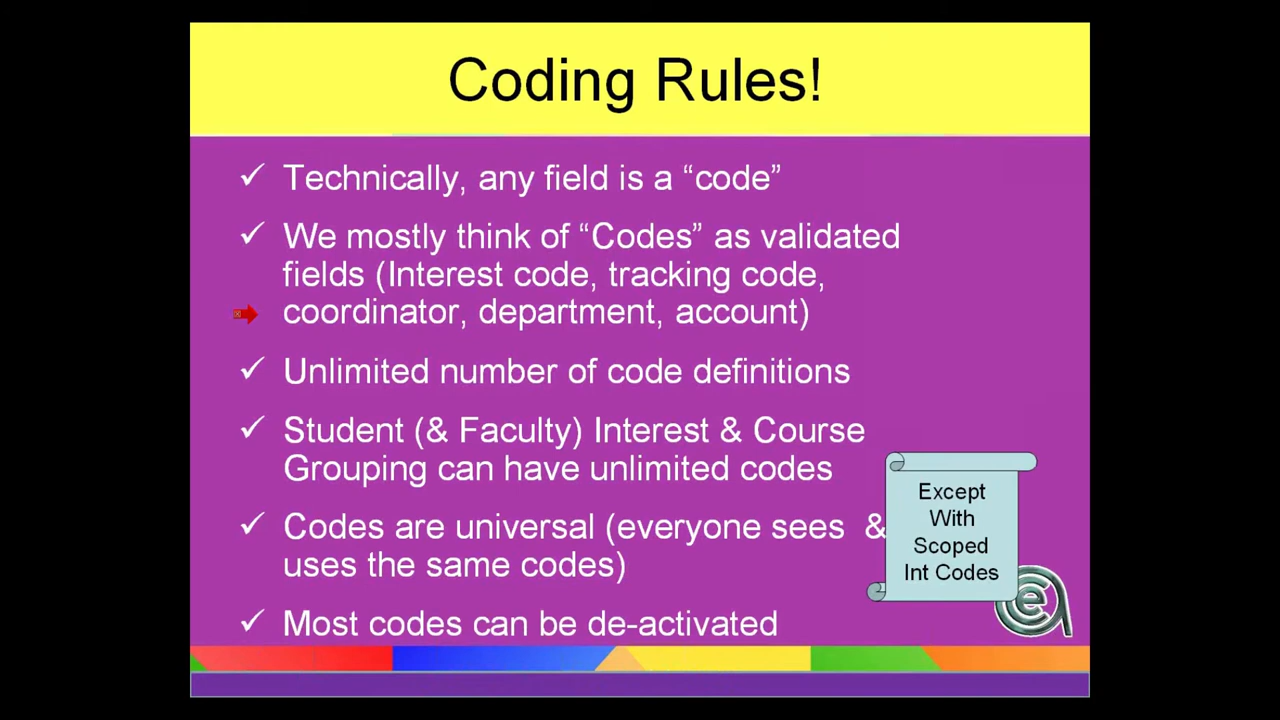 Coding Rules!
Technically, any field is a “code”
We mostly think of “Codes” as validated
fields (Interest code, tracking code,
coordinator, department, account)
Unlimited number of code definitions
Student (& Faculty) Interest & Course
Grouping can have unlimited codes
Codes are universal (everyone sees &
uses the same codes)
Most codes can be de-activated
Except
With
Scoped
Int Codes